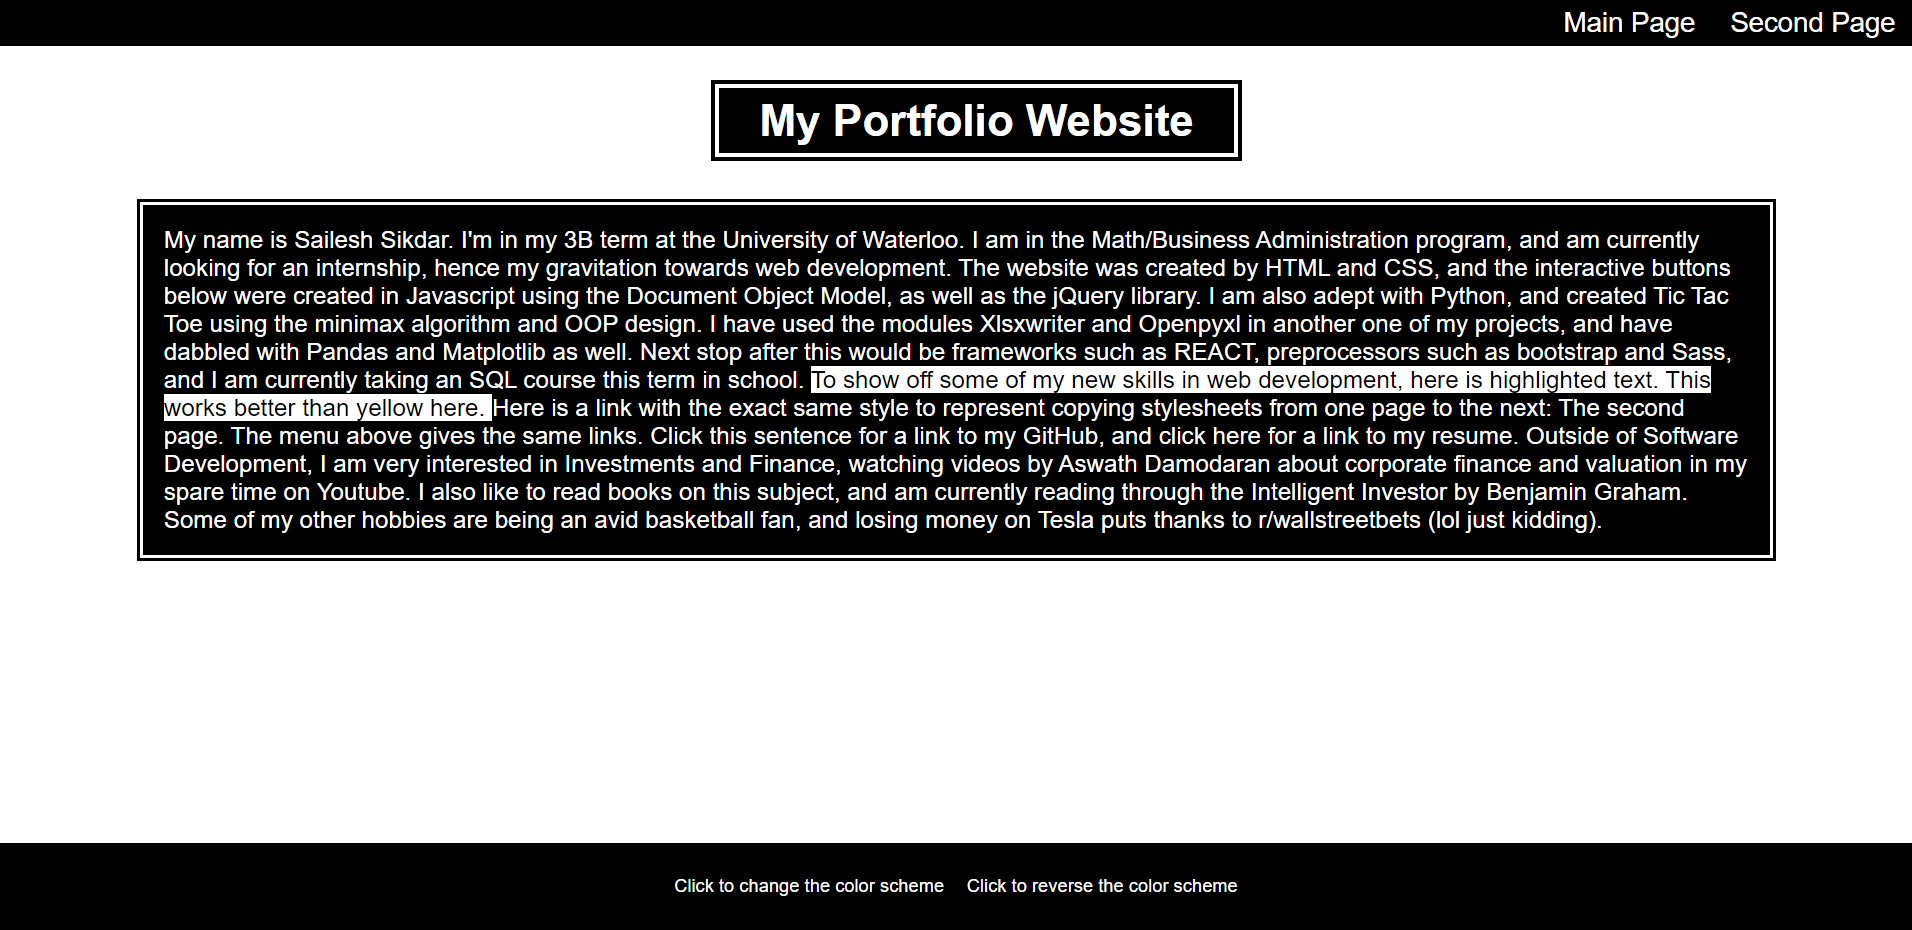 Main Page Second Page
My Portfolio Website
My name is Sailesh Sikdar. I'm in my 3B term at the University of Waterloo. I am in the Math/Business Administration program, and am currently
looking for an internship, hence my gravitation towards web development. The website was created by HTML and CSS, and the interactive buttons
below were created in Javascript using the Document Object Model, as well as the jQuery library. I am also adept with Python, and created Tic Tac
Toe using the minimax algorithm and OOP design. I have used the modules Xlsxwriter and Openpyxl in another one of my projects, and have
dabbled with Pandas and Matplotlib as well. Next stop after this would be frameworks such as REACT, preprocessors such as bootstrap and Sass,
and I am currently taking an SQL course this term in school. To show off some of my new skills in web development, here is highlighted text. This
works better than yellow here. Here is a link with the exact same style to represent copying stylesheets from one page to the next: The second
page. The menu above gives the same links. Click this sentence for a link to my GitHub, and click here for a link to my resume. Outside of Software
Development, I am very interested in Investments and Finance, watching videos by Aswath Damodaran about corporate finance and valuation in my
spare time on Youtube. I also like to read books on this subject, and am currently reading through the Intelligent Investor by Benjamin Graham.
Some of my other hobbies are being an avid basketball fan, and losing money on Tesla puts thanks to r/wallstreetbets (lol just kidding).
Click to change the color scheme Click to reverse the color scheme